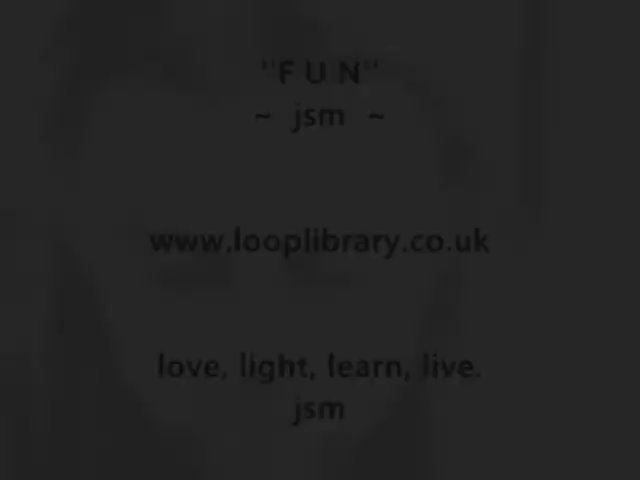 "F U N"
~ jsm ~
www.looplibrary.co.uk
love, light, learn, live.
jsm